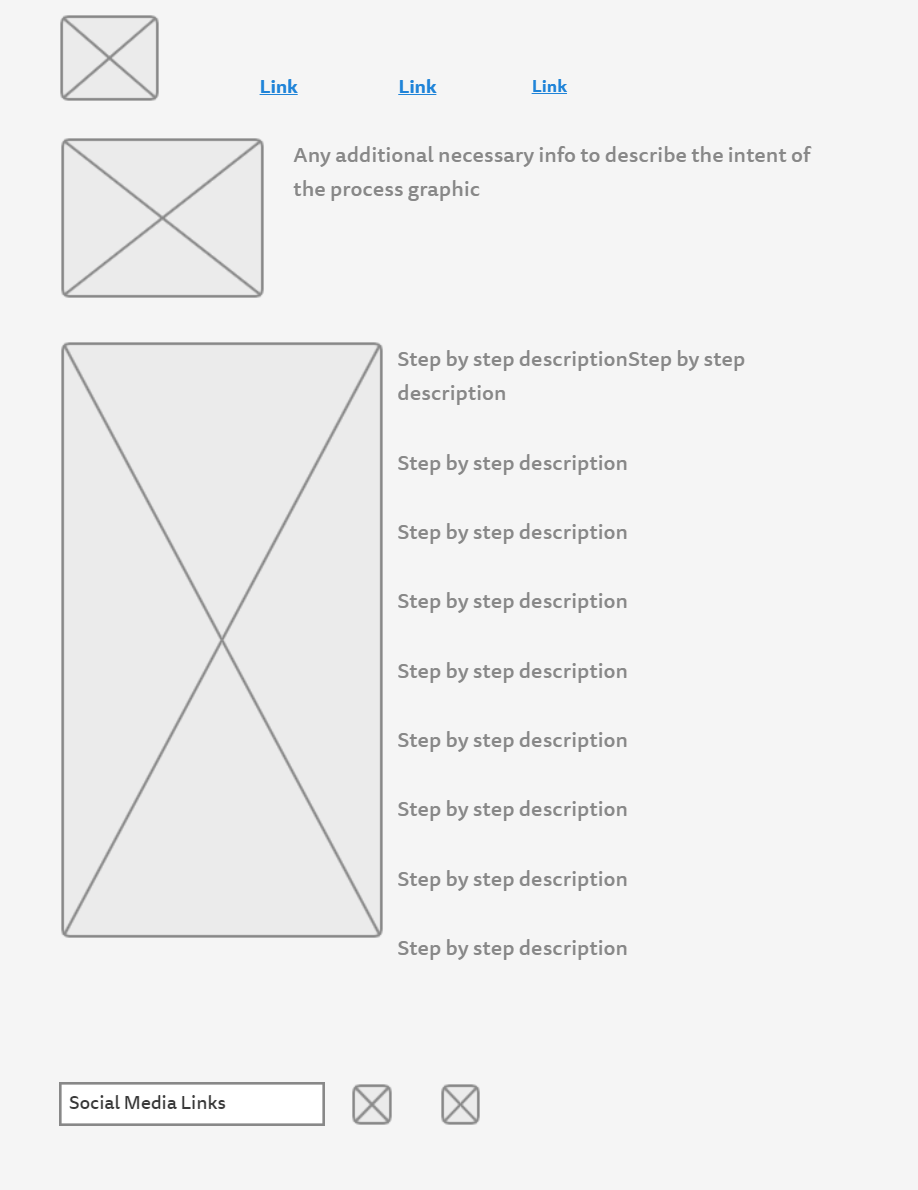 Link Link Link
Any additional necessary info to describe the intent of
the process graphic
Step by step descriptionStep by step
description
Step by step description
Step by step description
Step by step description
Step by step description
Step by step description
Step by step description
Step by step description
Step by step description
Social Media Links